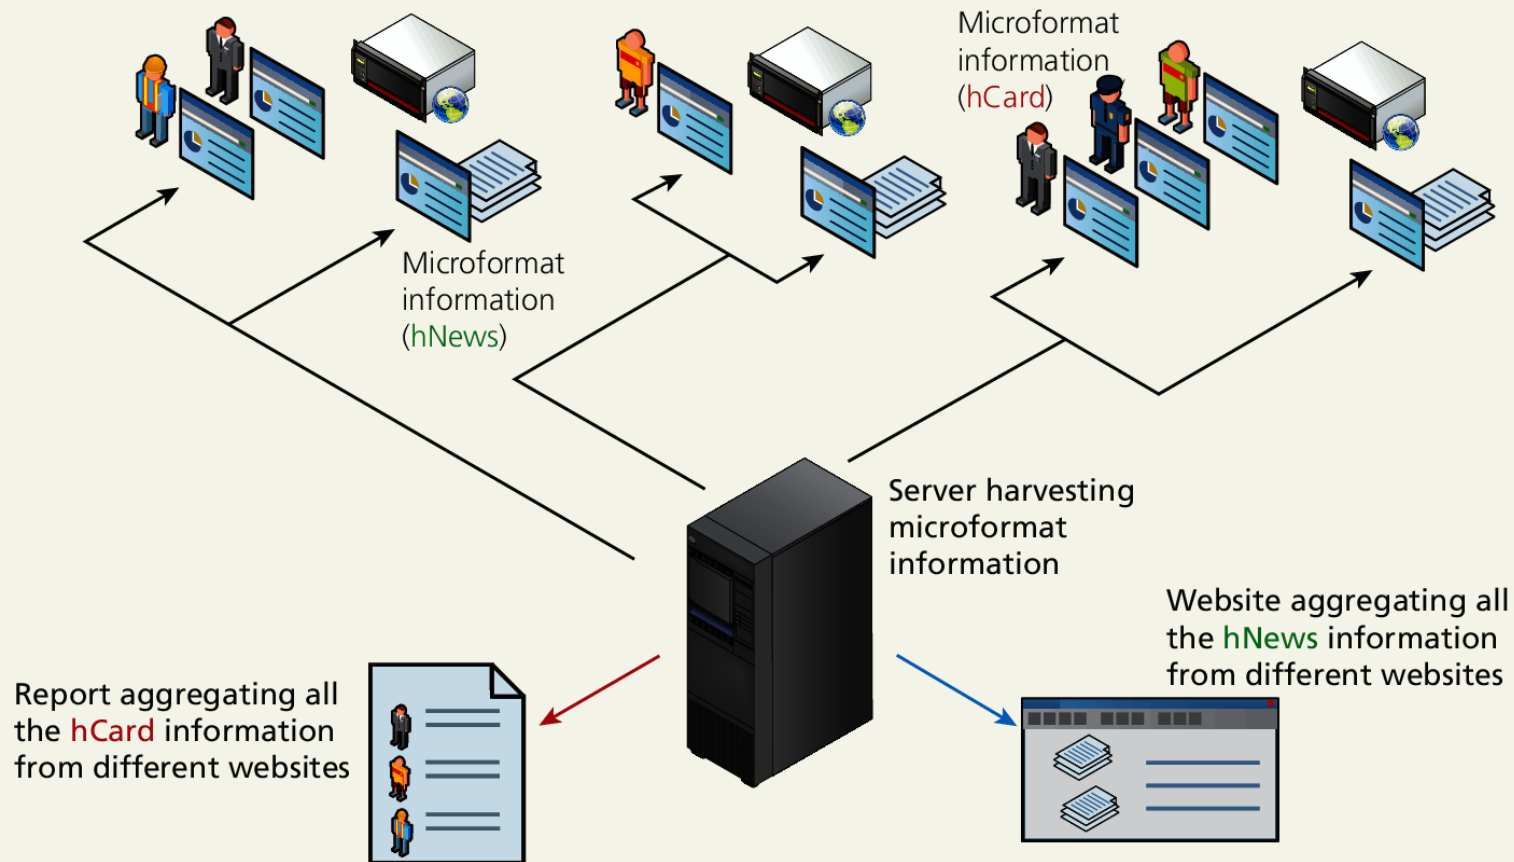 Microformat
information
(hCard)
Microformat
information
(hNews)
Server harvesting
microformat
information
Website aggregating all
the hNews information
from different websites
Report aggregating all
the hCard information
from different websites